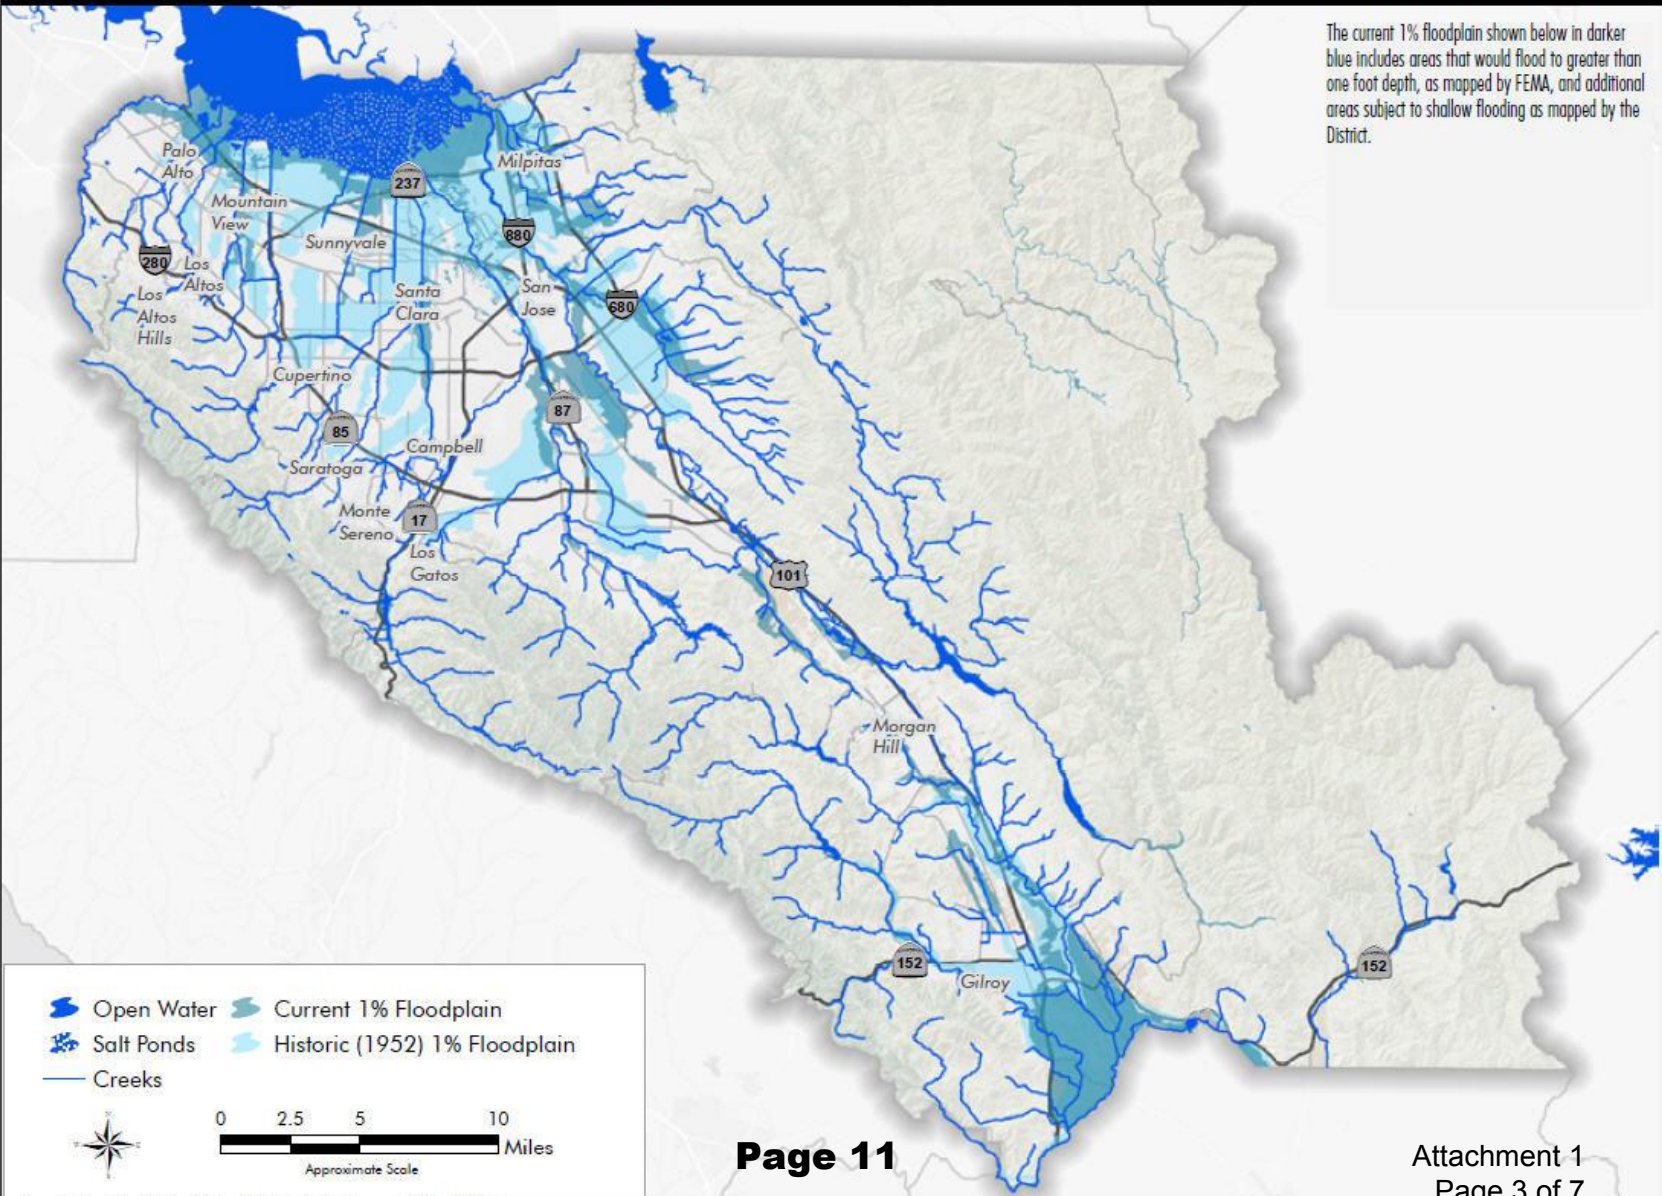 The current 1% floodplain shown below in darker
blue includes areas that would flood to greater than
one foot depth, as mapped by FEMA, and additional
areas subject to shallow flooding as mapped by the
District.
Palo
Alto
237
Milpitas
Mountain
View
Sunnyvale
880
280
Los
Altos
Los
Altos
Hills
Santa
Clara
San
Jose
680
Cupertino
87
85
Campbell
Saratoga
Monte
Sereno
17
Los
Gatos
101
Morgan
Hill
152
Gilroy
152
Open Water
Current 1% Floodplain
Salt Ponds
Historic (1952) 1% Floodplain
Creeks
0 2.5 5 10
Miles
Approximate Scale
Page 11
Attachment 1
Page 3 of 7